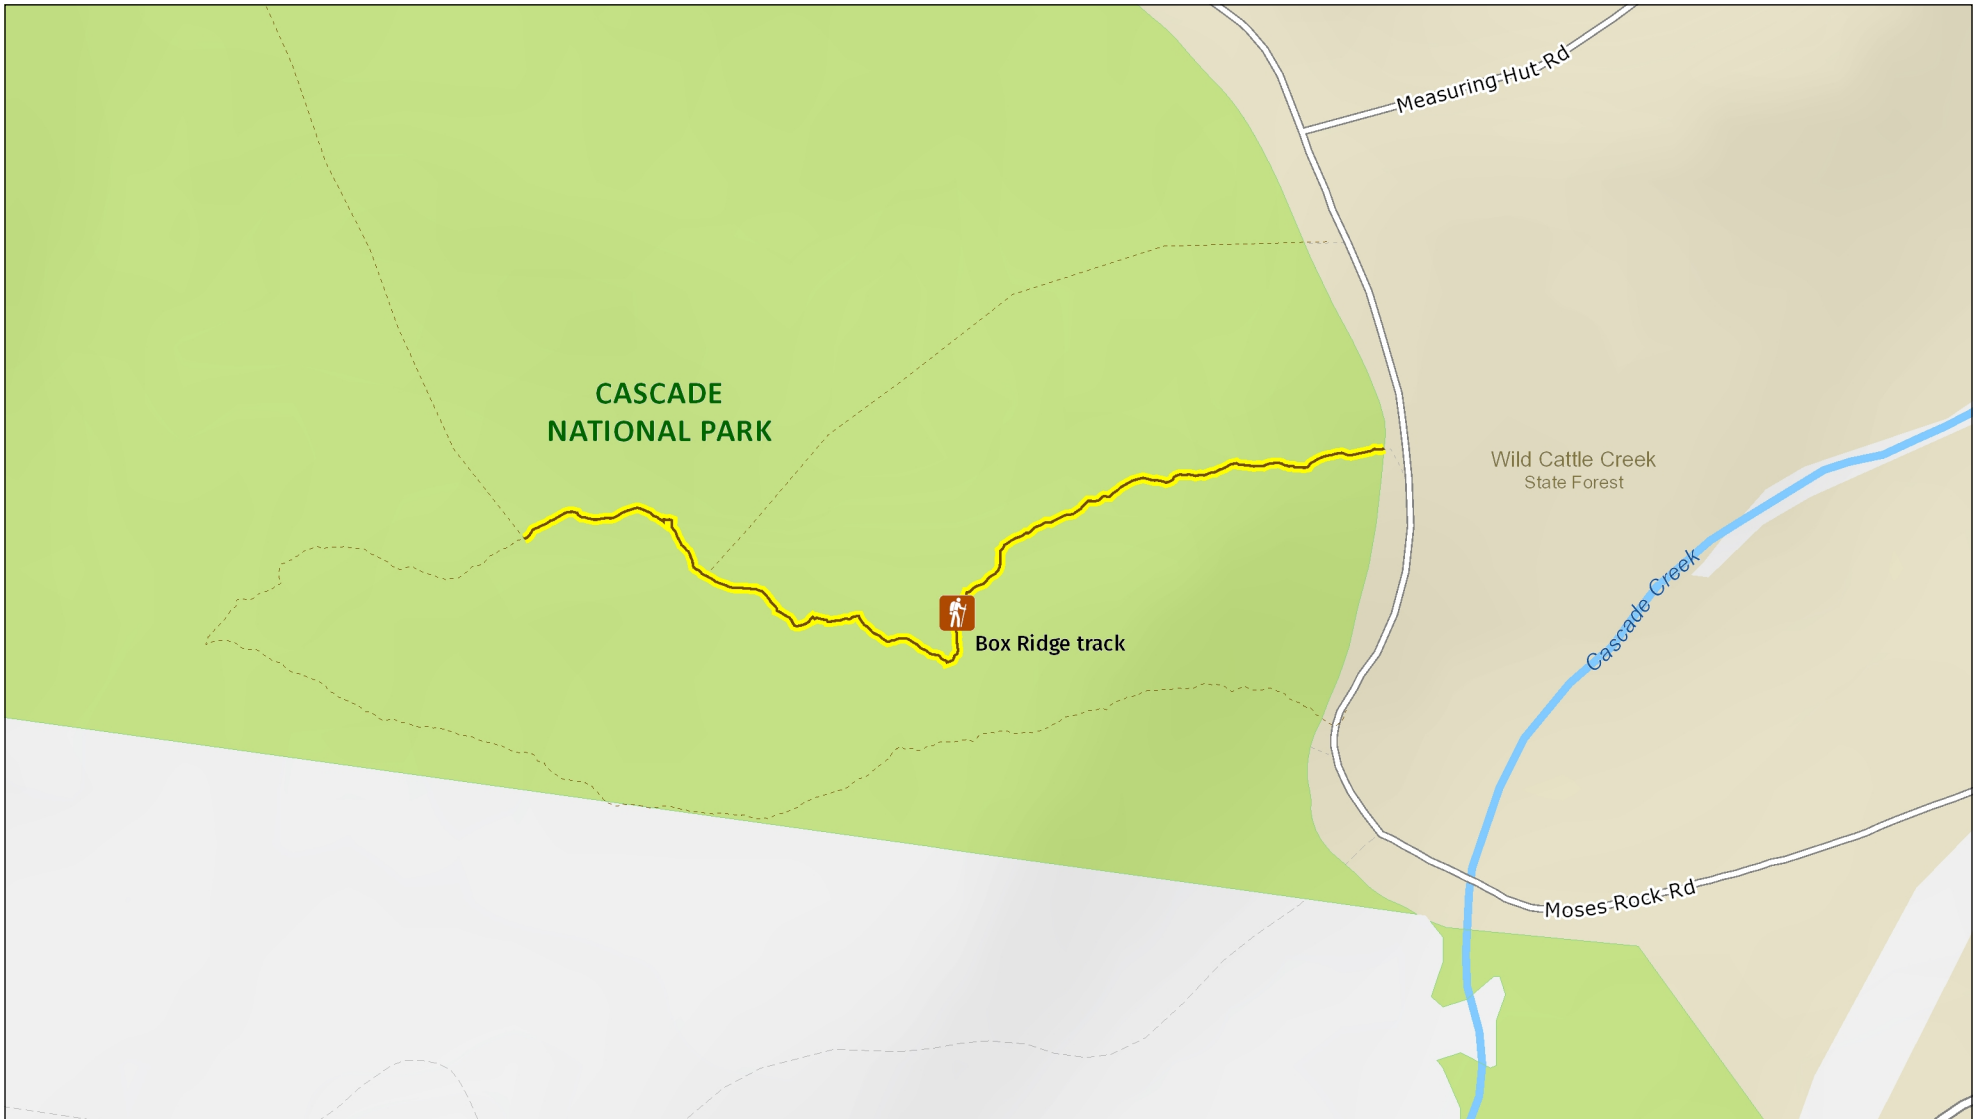 Measuring Hut Rd
CASCADE
NATIONAL PARK
Wild Cattle Creek
State Forest
Cascade Creek
Box Ridge track
Moses Rock Rd